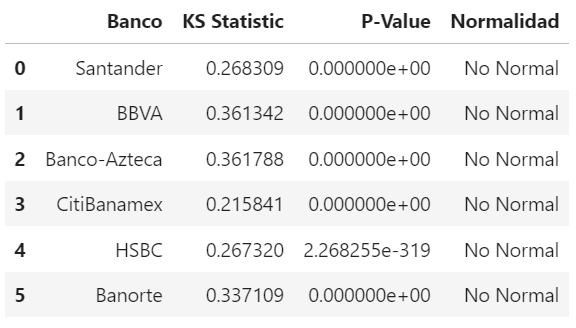 Banco KS Statistic P-Value Normalidad
0 Santander 0.268309 0.000000e+00 No Normal
1 BBVA 0.361342 0.000000e+00 No Normal
2 Banco-Azteca 0.361788 0.000000e+00 No Normal
3 CitiBanamex 0.215841 0.000000e+00 No Normal
4 HSBC 0.267320 2.268255e-319 No Normal
5 Banorte 0.337109 0.000000e+00 No Normal